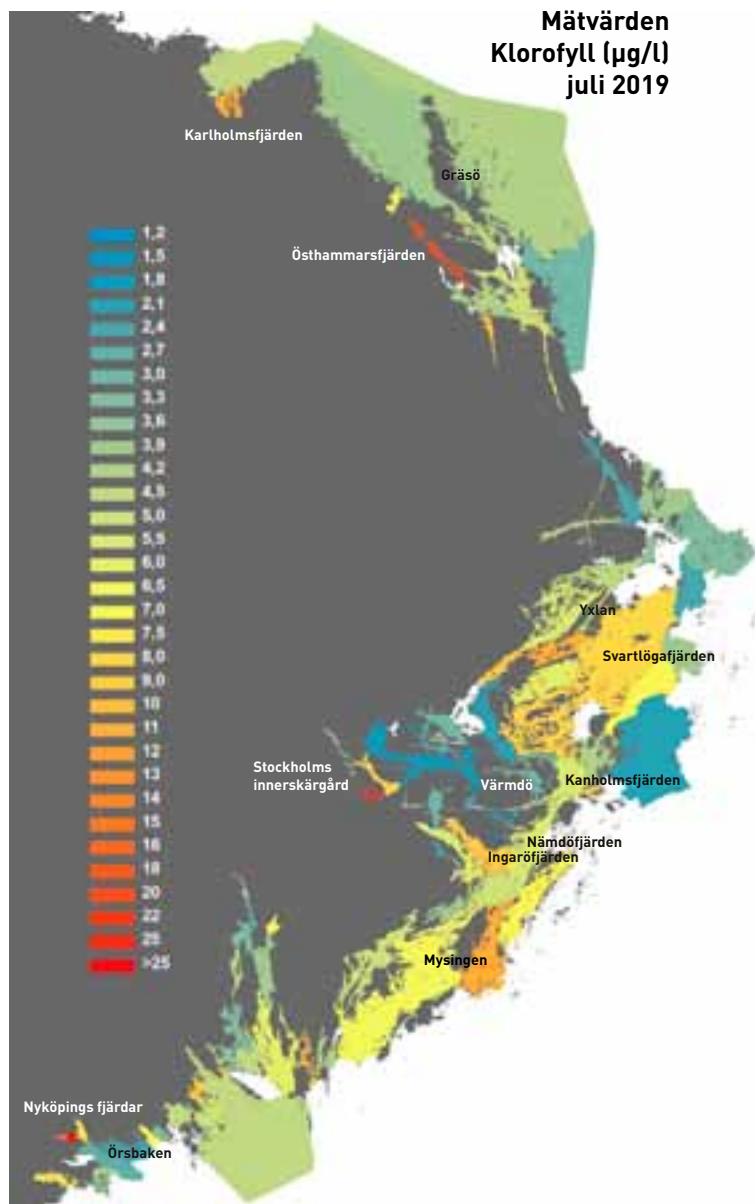 Mätvärden
Klorofyll (µg/l)
juli 2019
Karlholmsfjärden
Gräsö
Östhammarsfjärden
1,2
1,5
1,8
2,1
2,4
2,7
3,0
3,3
3,6
3,9
4,2
4,5
5,0
5,5
6,0
6,5
7,0
7,5
8,0
9,0
10
11
12
13
14
15
16
18
20
22
25
>25
Yxlan
Svartlögafjärden
Stockholms
innerskärgård
Värmdö
Kanholmsfjärden
Nämdöfjärden
Ingaröfjärden
Mysingen
Nyköpings fjärdar
Örsbaken